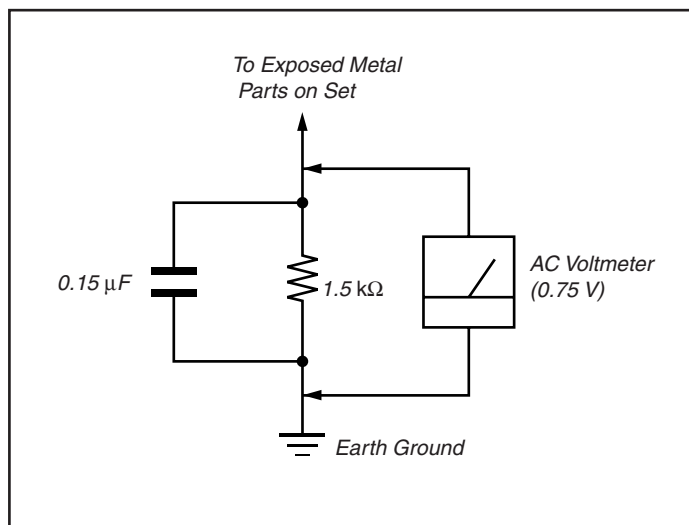 To Exposed Metal
Parts on Set
0.15 μF
1.5 kΩ
AC Voltmeter
(0.75 V)
Earth Ground